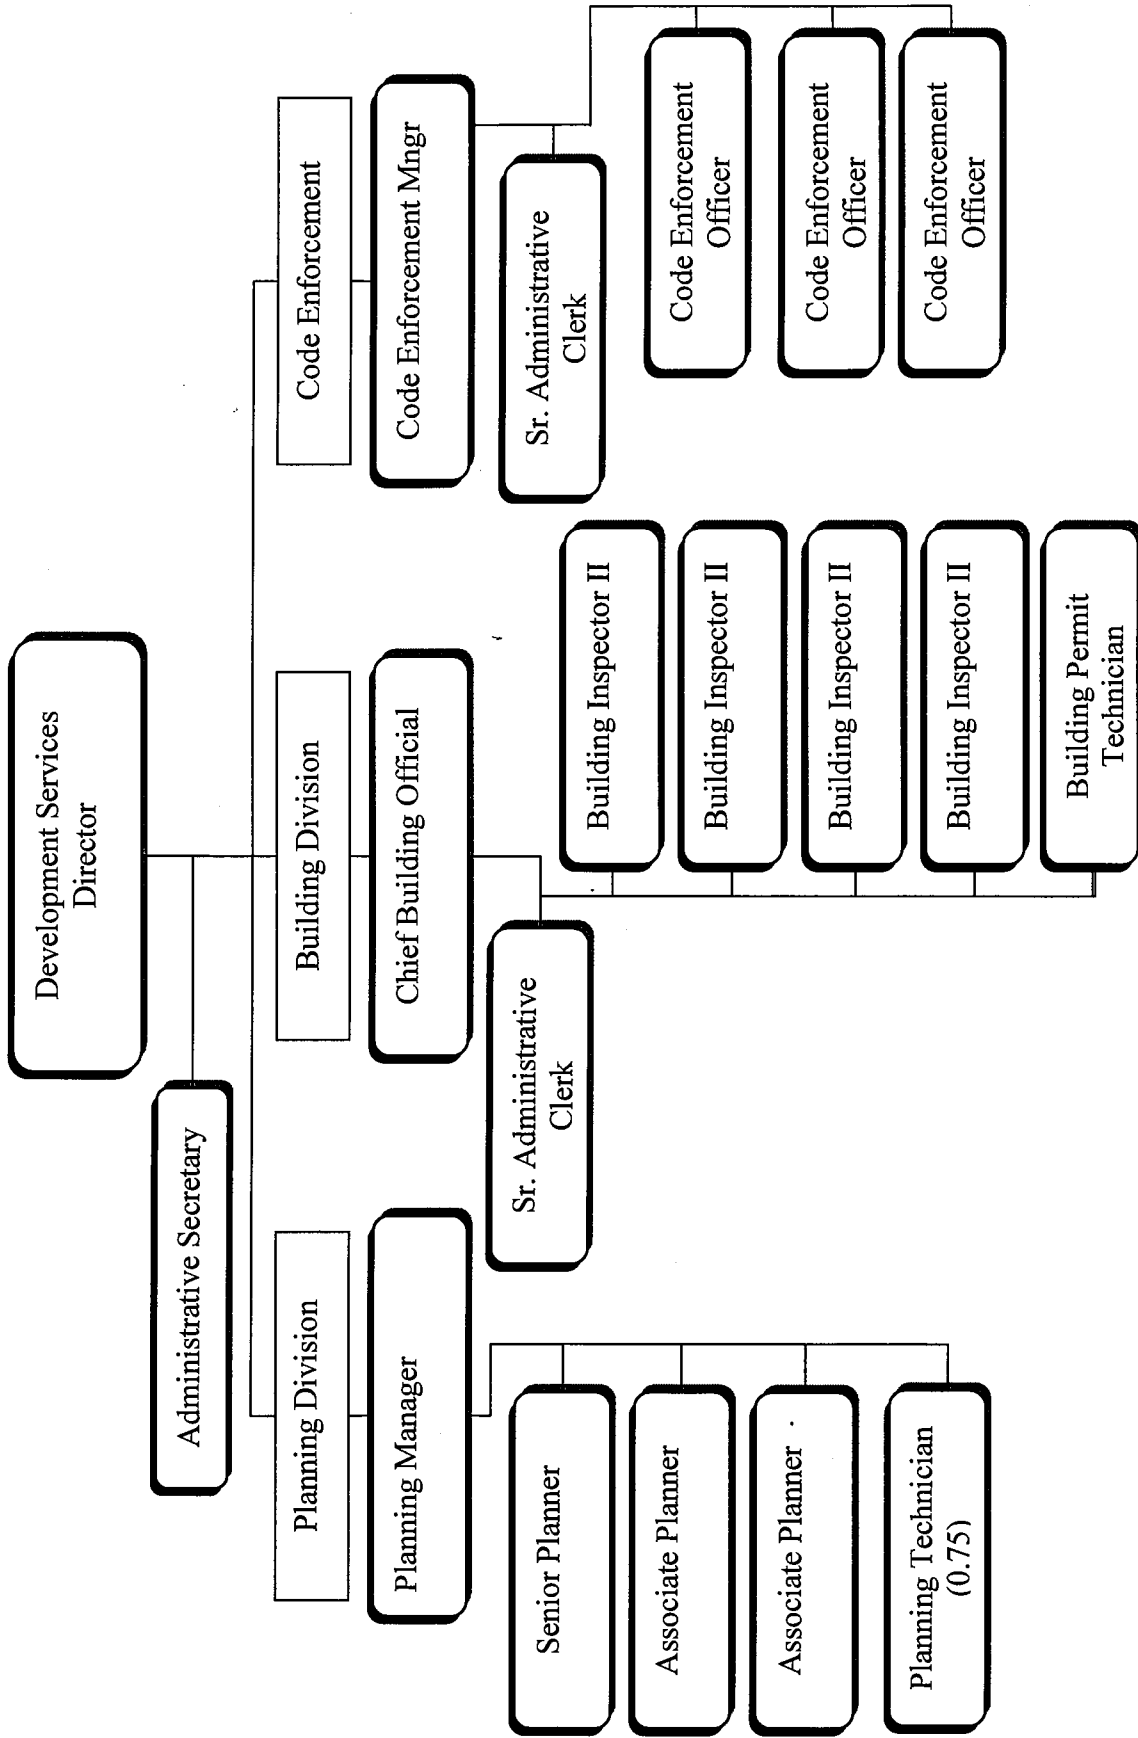 Development Services
Director
Administrative Secretary
Planning Division
Building Division
Code Enforcement
Planning Manager
Chief Building Official
Code Enforcement Mngr
Senior Planner
Associate Planner
Associate Planner
Planning Technician
(0.75)
Sr. Administrative
Clerk
Building Inspector II
Building Inspector II
Building Inspector II
Building Inspector II
Building Permit
Technician
Sr. Administrative
Clerk
Code Enforcement
Officer
Code Enforcement
Officer
Code Enforcement
Officer